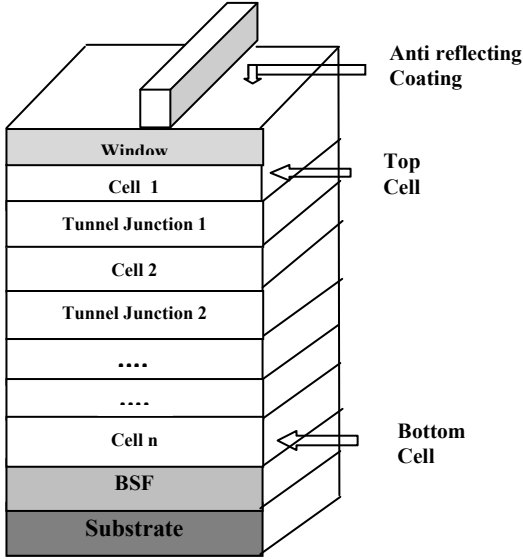 Anti reflecting
Coating
Window
Top
Cell
Cell 1
Tunnel Junction 1
Cell 2
Tunnel Junction 2
....
....
Cell n
Bottom
Cell
BSF
Substrate